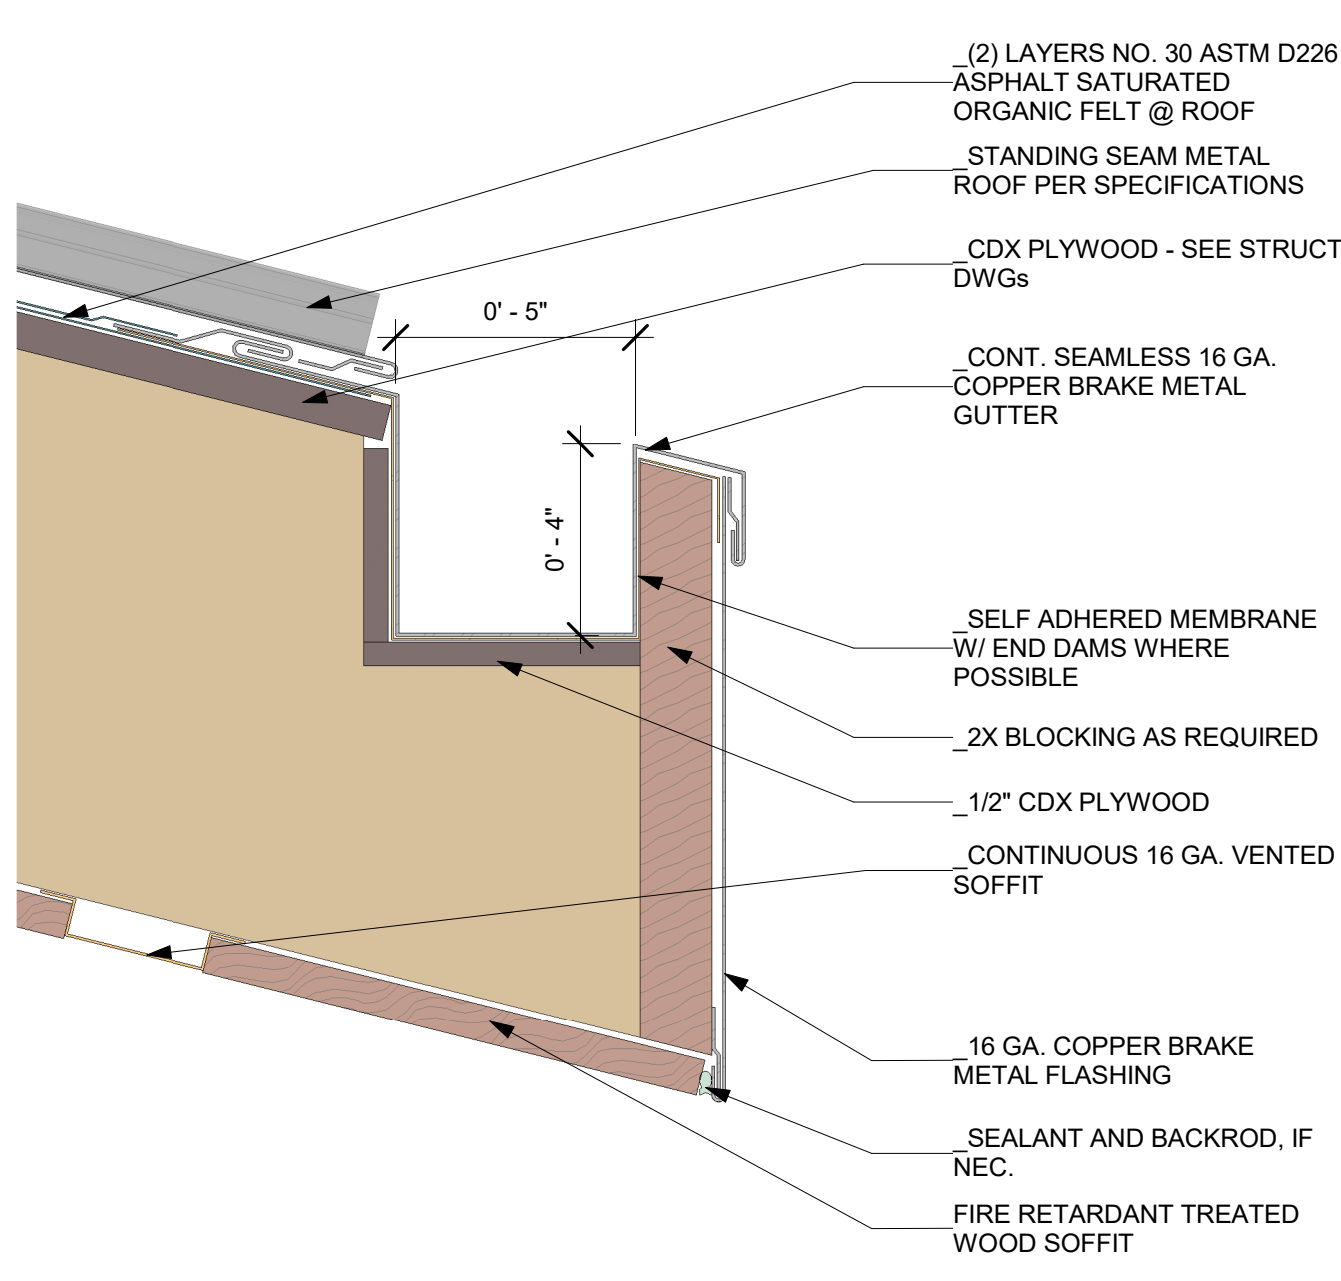 _(2) LAYERS NO. 30 ASTM D226
ASPHALT SATURATED
ORGANIC FELT @ ROOF
_STANDING SEAM METAL
ROOF PER SPECIFICATIONS
_CDX PLYWOOD - SEE STRUCT
DWGs
0' - 5"
_CONT. SEAMLESS 16 GA.
COPPER BRAKE METAL
GUTTER
0' - 4"
_SELF ADHERED MEMBRANE
W/ END DAMS WHERE
POSSIBLE
_2X BLOCKING AS REQUIRED
_1/2" CDX PLYWOOD
_CONTINUOUS 16 GA. VENTED
SOFFIT
_16 GA. COPPER BRAKE
METAL FLASHING
_SEALANT AND BACKROD, IF
NEC.
FIRE RETARDANT TREATED
WOOD SOFFIT